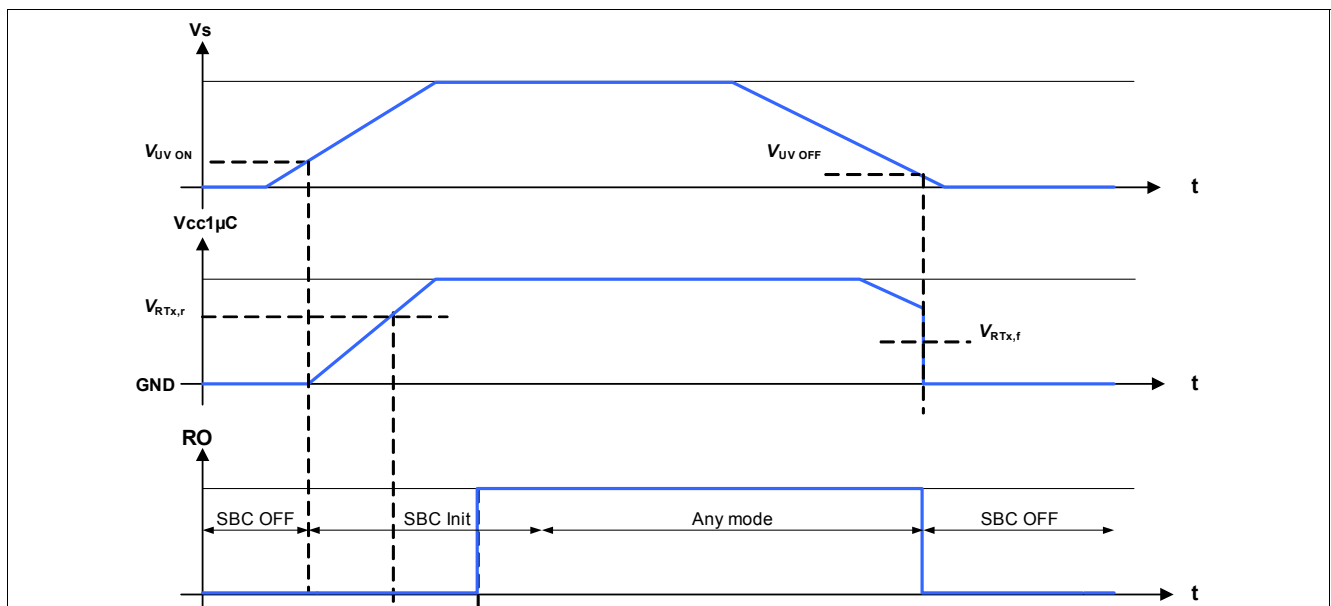 Vs
VUV ON
VUV OFF
t
Vcc1µC
VRTx,r
VRTx,f
GND
t
RO
SBC OFF
SBC Init
Any mode
SBC OFF
t